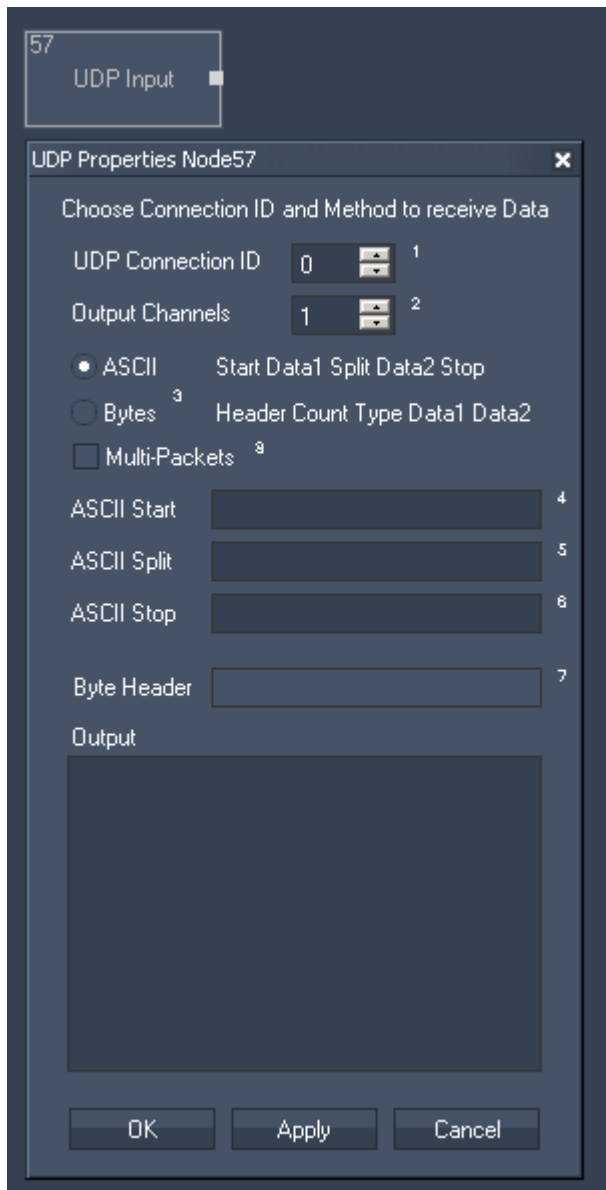 57
UDP Input
UDP Properties Node57
Choose Connection ID and Method to receive Data
UDP Connection ID 0 1
Output Channels 1 2
ASCII Start Data1 Split Data2 Stop
Bytes 3 Header Count Type Data1 Data2
Multi-Packets 3
ASCII Start 4
ASCII Split 5
ASCII Stop 6
Byte Header 7
Output
OK Apply Cancel